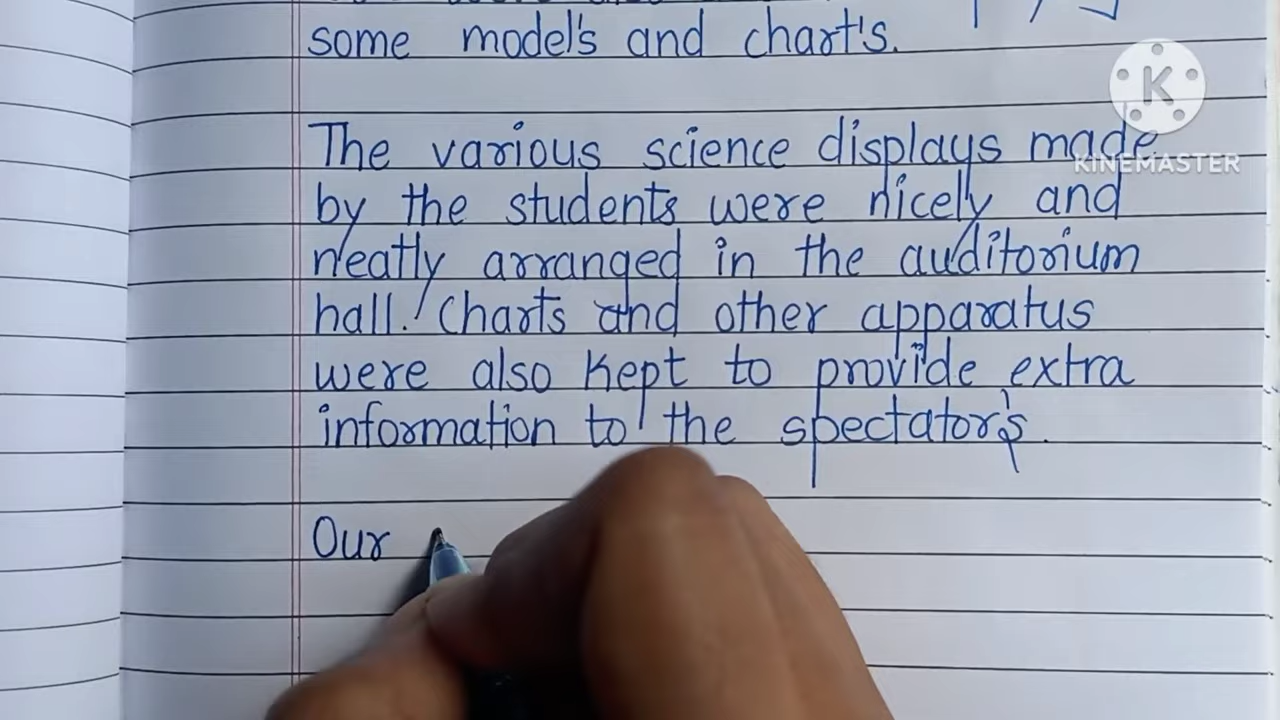 some model's and chart's.
The various science displays made
by the students were nicely and
neatly arranged in the auditorium
hall. Charts and other apparatus
were also kept to provide extra
information to the spectator's.
Our
K
KINEMASTER